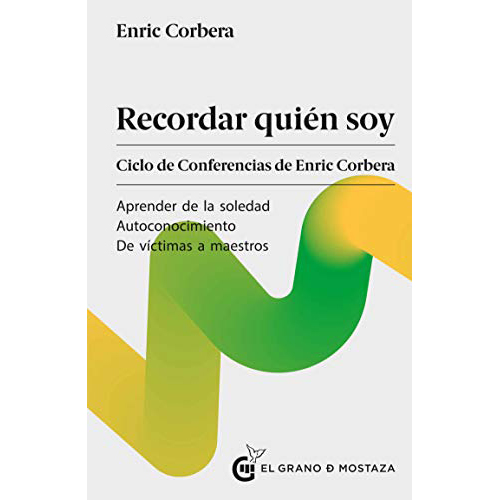 Enric Corbera
Recordar quién soy
Ciclo de Conferencias de Enric Corbera
Aprender de la soledad
Autoconocimiento
De víctimas a maestros
EL GRANO Đ MOSTAZA